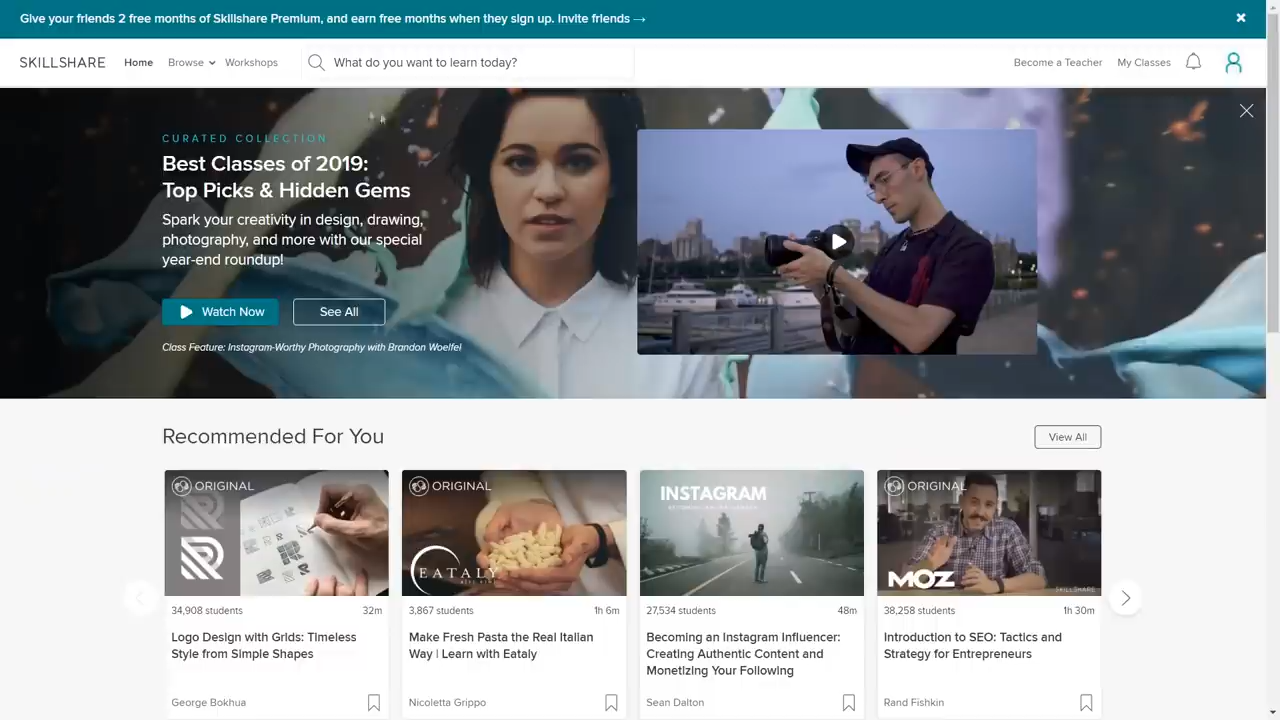 Give your friends 2 free months of Skillshare Premium, and earn free months when they sign up. Invite friends →
SKILLSHARE
Home
Browse
Workshops
What do you want to learn today?
Become a Teacher
My Classes
CURATED COLLECTION
Best Classes of 2019:
Top Picks & Hidden Gems
Spark your creativity in design, drawing,
photography, and more with our special
year-end roundup!
Watch Now
See All
Class Feature: Instagram-Worthy Photography with Brandon Woelfel
Recommended For You
View All
ORIGINAL
34,908 students
32m
Logo Design with Grids: Timeless
Style from Simple Shapes
George Bokhua
ORIGINAL
EATALY
3,867 students
1h 6m
Make Fresh Pasta the Real Italian
Way | Learn with Eataly
Nicoletta Grippo
INSTAGRAM
27,534 students
48m
Becoming an Instagram Influencer:
Creating Authentic Content and
Monetizing Your Following
Sean Dalton
ORIGINAL
MOZ
SKILLSHARE
38,258 students
1h 30m
Introduction to SEO: Tactics and
Strategy for Entrepreneurs
Rand Fishkin